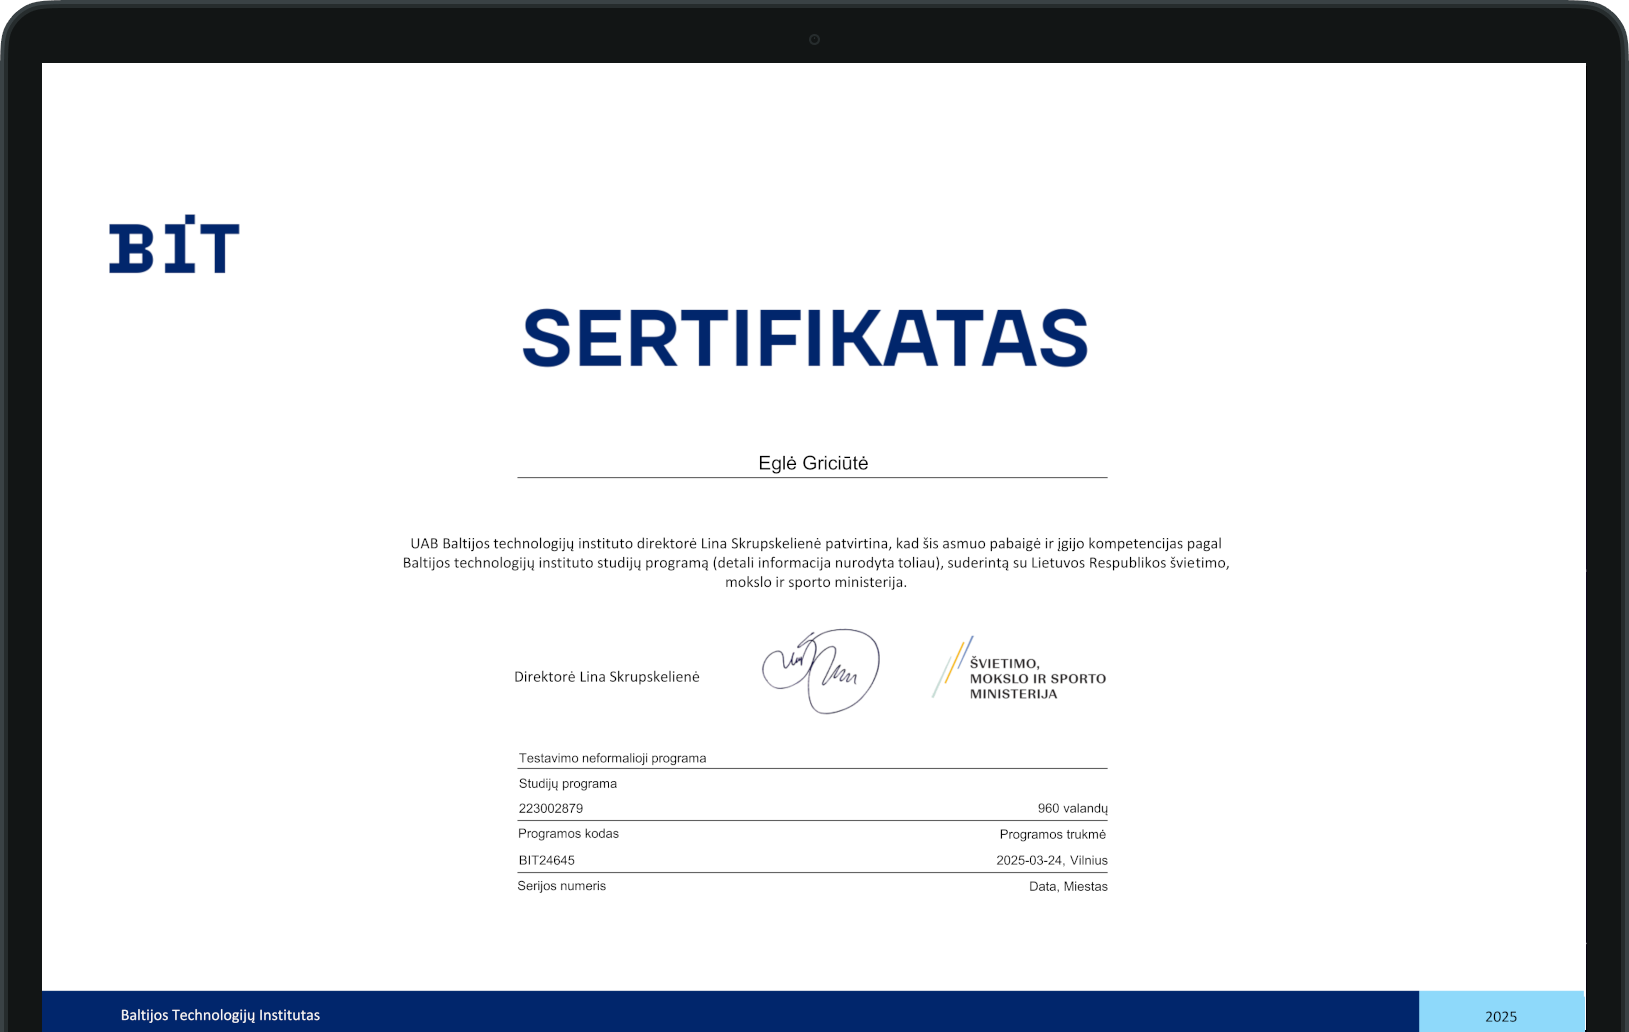 BIT
SERTIFIKATAS
Eglė Griciūtė
UAB Baltijos technologijų instituto direktorė Lina Skrupskelienė patvirtina, kad šis asmuo pabaigė ir įgijo kompetencijas pagal
Baltijos technologijų instituto studijų programą (detali informacija nurodyta toliau), suderintą su Lietuvos Respublikos švietimo,
mokslo ir sporto ministerija.
Direktorė Lina Skrupskelienė
ŠVIETIMO,
MOKSLO IR SPORTO
MINISTERIJA
Testavimo neformalioji programa
Studijų programa
223002879 960 valandų
Programos kodas Programos trukmė
BIT24645 2025-03-24, Vilnius
Serijos numeris Data, Miestas
Baltijos Technologijų Institutas 2025